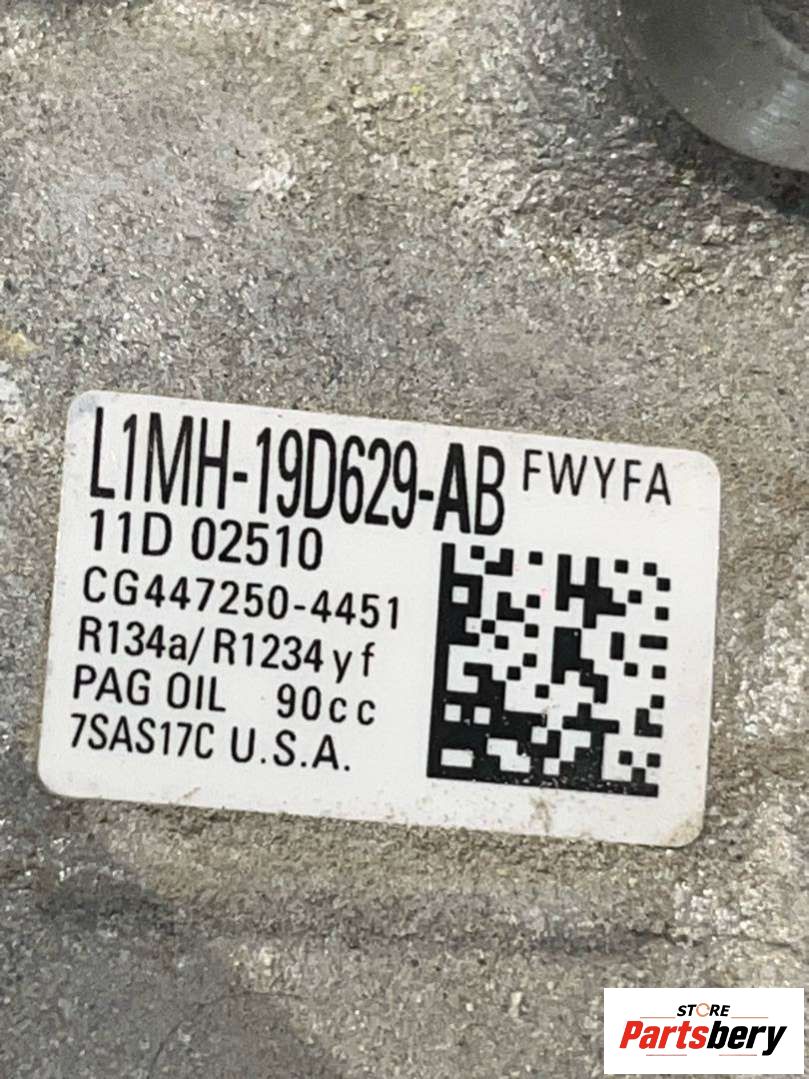 L1MH-19D629-AB FWYFA
11D 02510
CG447250-4451
R134a/R1234yf
PAG OIL 90cc
7SAS17C U.S.A.
STORE
Partsbery